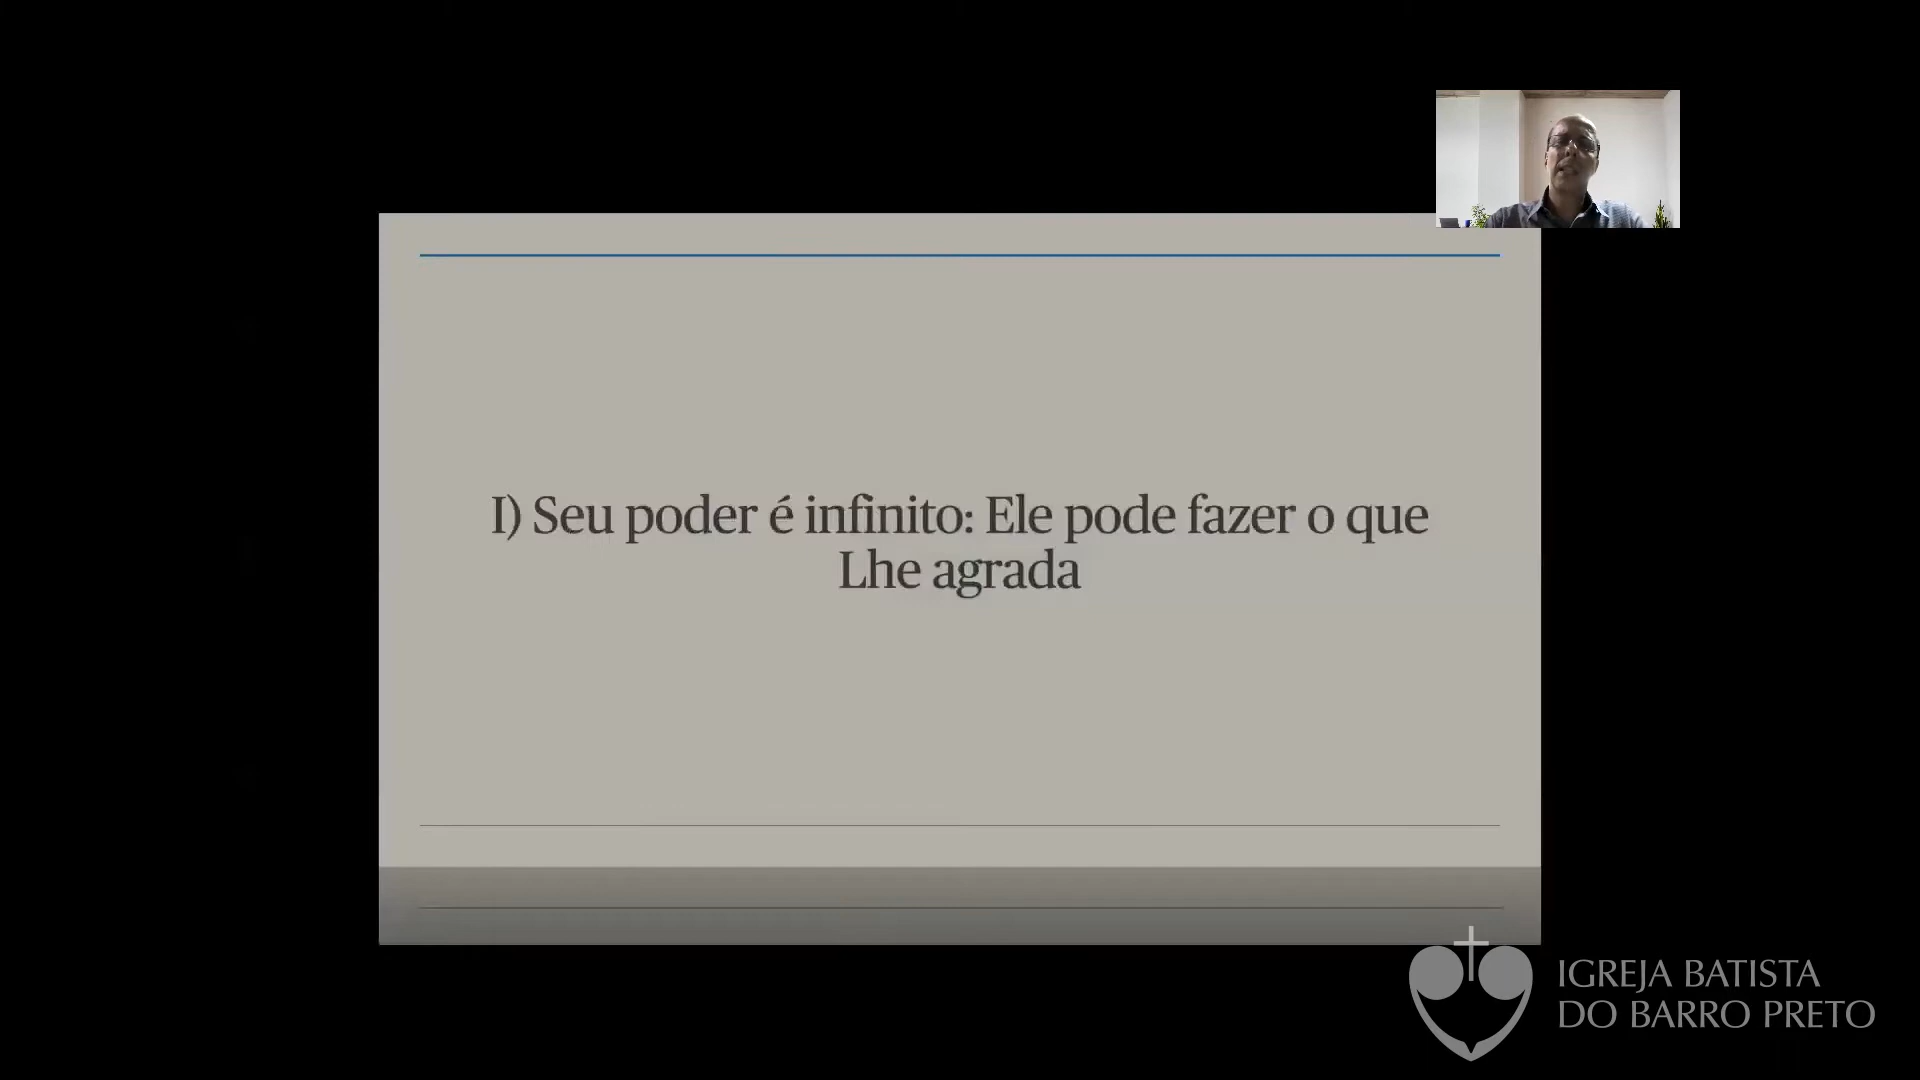 I) Seu poder é infinito: Ele pode fazer o que
Lhe agrada
IGREJA BATISTA
DO BARRO PRETO